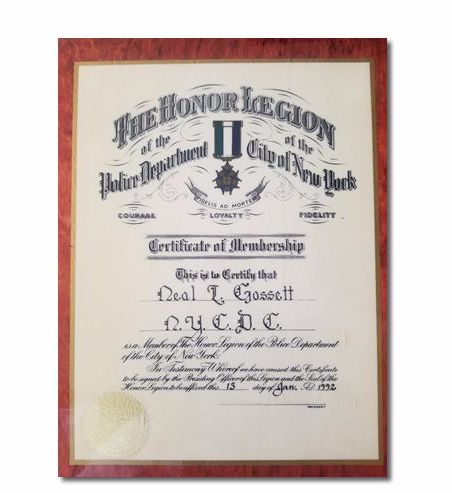 THE HONOR LEGION
of the of the
Police Department City of New York
FIDELIS AD MORTEM
COURAGE LOYALTY FIDELITY
Certificate of Membership
This is to Certify that
Neal L. Gossett
N.Y.C.D.C.
is a Member of The Honor Legion of the Police Department
of the City of New York.
In Testimony Whereof we have caused this Certificate
to be signed by the Presiding Officer of this Legion and the Seal of the
Honor Legion to be affixed this 13 day of Jan. AD 1992